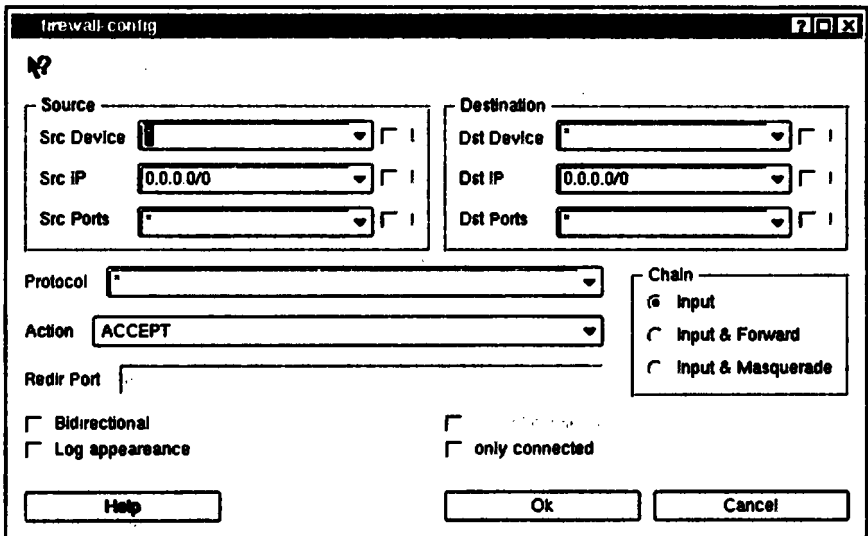 firewall-config
Source
Src Device
!
Src IP 0.0.0.0/0 !
Src Ports * !
Destination
Dst Device * !
Dst IP 0.0.0.0/0 !
Dst Ports * !
Protocol *
Action ACCEPT
Redir Port
Chain
Input
Input & Forward
Input & Masquerade
Bidirectional
Log appeareance
only connected
Help
Ok
Cancel